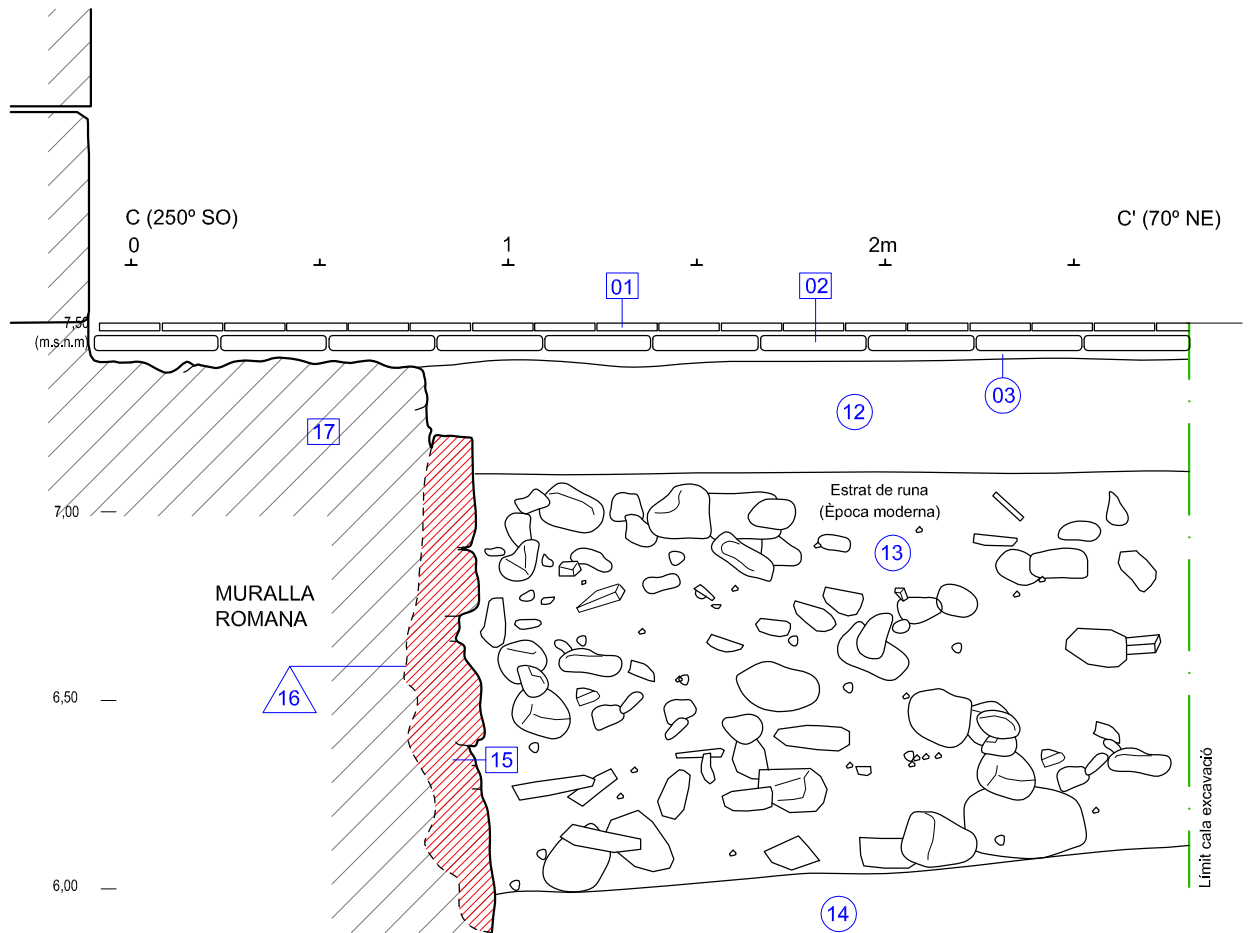 C (250º SO)
C' (70º NE)
0
1
2m
01
02
7,50
(m.s.n.m)
03
12
17
Estrat de runa
(Època moderna)
7,00
13
MURALLA
ROMANA
16
6,50
15
Límit cala excavació
6,00
14